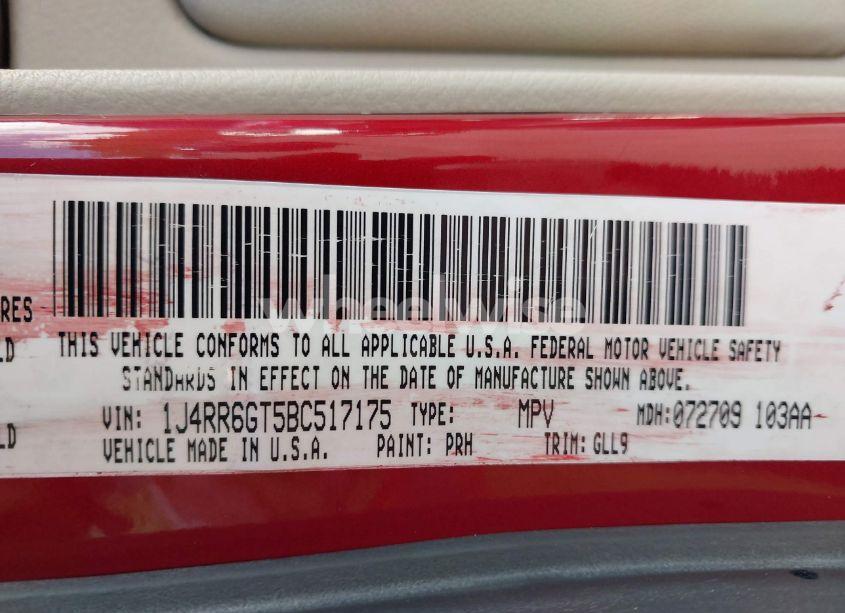 THIS VEHICLE CONFORMS TO ALL APPLICABLE U.S.A. FEDERAL MOTOR VEHICLE SAFETY
STANDARDS IN EFFECT ON THE DATE OF MANUFACTURE SHOWN ABOVE.
VIN: 1J4RR6GT5BC517175 TYPE: MPV MDH:072709 103AA
VEHICLE MADE IN U.S.A. PAINT: PRH TRIM: GLL9
RES
LD
LD
wheelwise